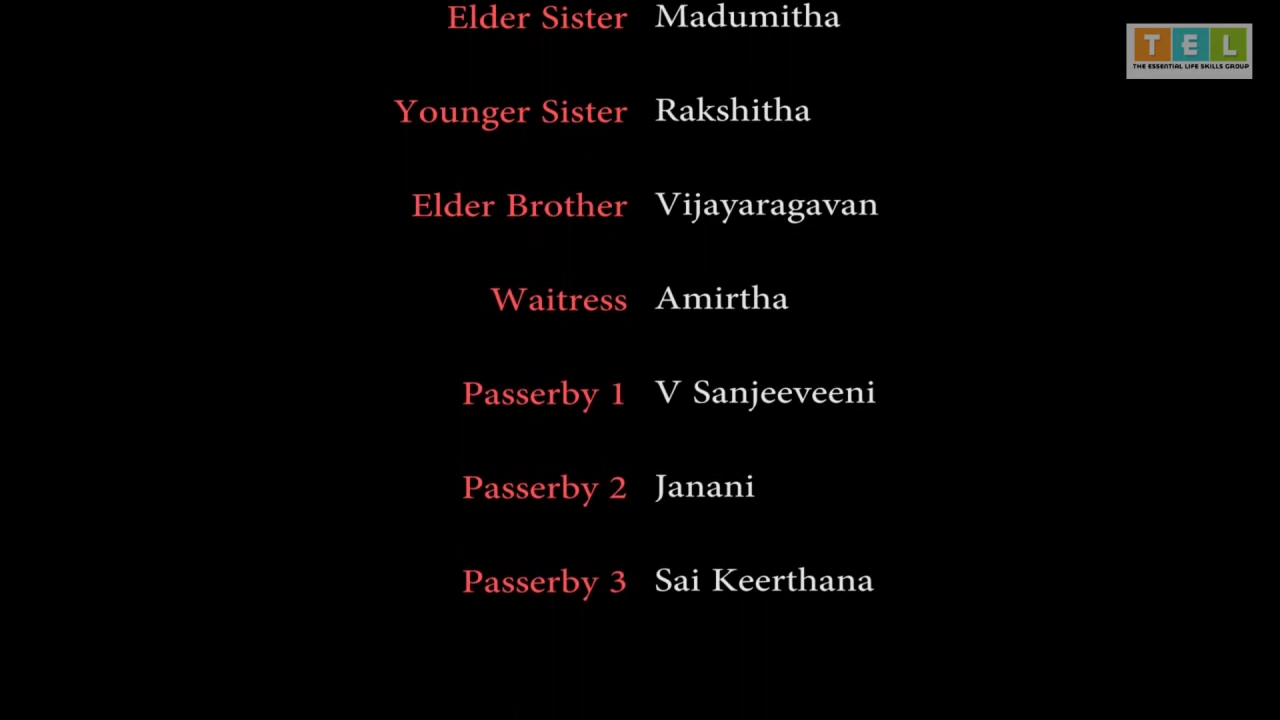 Elder Sister Madumitha
Younger Sister Rakshitha
Elder Brother Vijayaragavan
Waitress Amirtha
Passerby 1 V Sanjeeveeni
Passerby 2 Janani
Passerby 3 Sai Keerthana
TEL
THE ESSENTIAL LIFE SKILLS GROUP